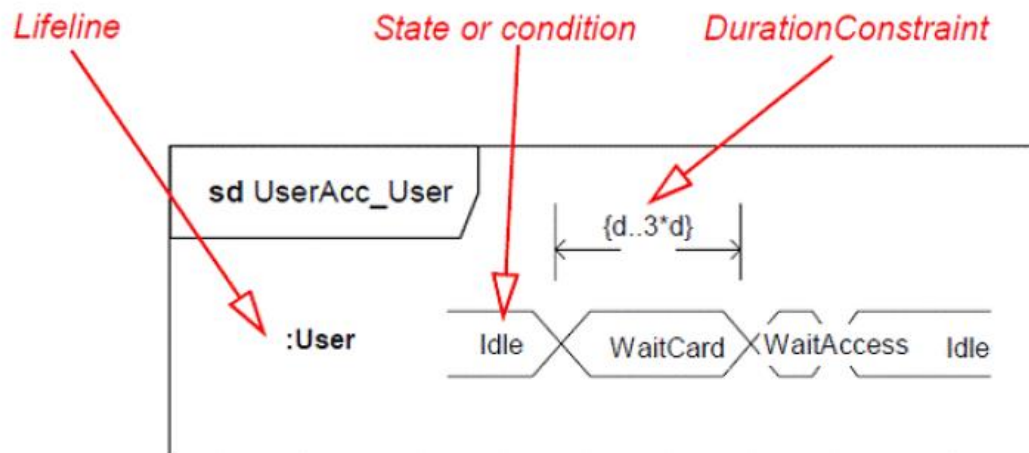 Lifeline State or condition DurationConstraint
sd UserAcc_User
{d..3*d}
:User Idle WaitCard WaitAccess Idle